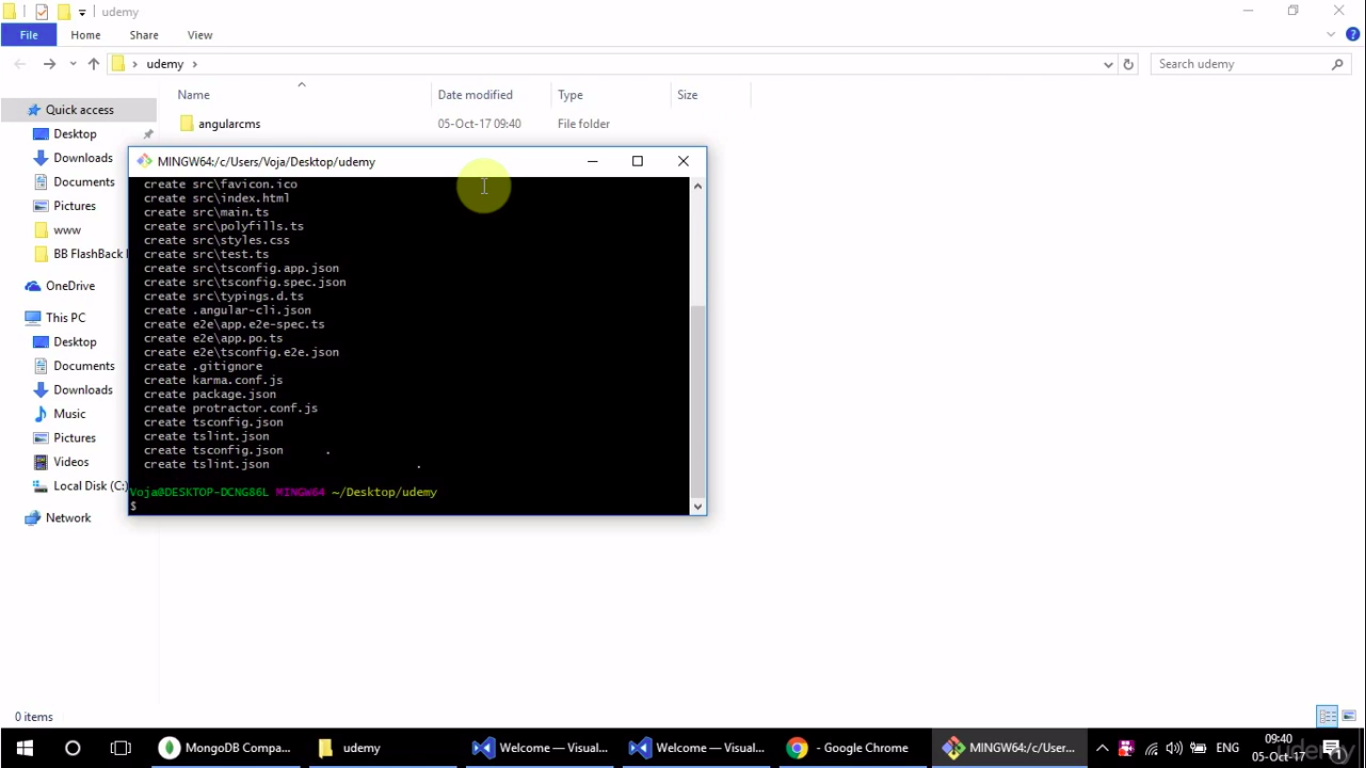 udemy
File Home Share View
udemy
Search udemy
Name Date modified Type Size
angularcms 05-Oct-17 09:40 File folder
Quick access
Desktop
Downloads
Documents
Pictures
www
BB FlashBack
OneDrive
This PC
Desktop
Documents
Downloads
Music
Pictures
Videos
Local Disk (C:)
Network
MINGW64:/c/Users/Voja/Desktop/udemy
create src\favicon.ico
create src\index.html
create src\main.ts
create src\polyfills.ts
create src\styles.css
create src\test.ts
create src\tsconfig.app.json
create src\tsconfig.spec.json
create src\typings.d.ts
create .angular-cli.json
create e2e\app.e2e-spec.ts
create e2e\app.po.ts
create e2e\tsconfig.e2e.json
create .gitignore
create karma.conf.js
create package.json
create protractor.conf.js
create tsconfig.json
create tslint.json
create tsconfig.json .
create tslint.json .
Voja@DESKTOP-DCNG86L MINGW64 ~/Desktop/udemy
$
0 items
MongoDB Compa... udemy Welcome — Visual... Welcome — Visual... - Google Chrome MINGW64:/c/User... ENG
09:40
05-Oct-17
udemy
1